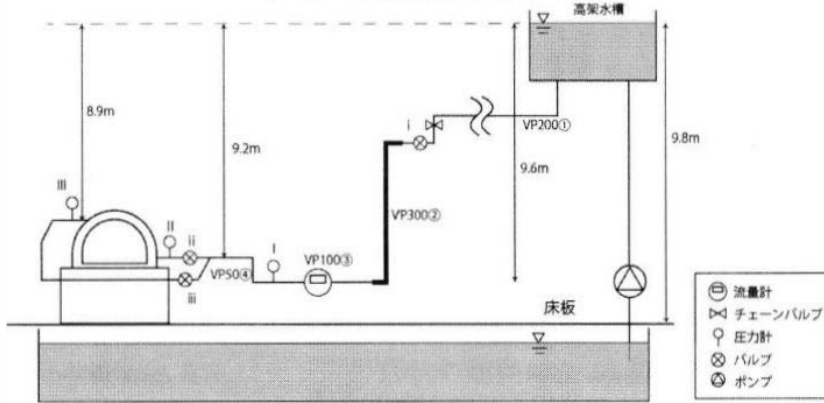 高架水槽
8.9m
9.2m
9.6m
9.8m
i
VP200①
VP300②
III
II
ii
I
VP100③
VP50④
iii
床板
流量計
チェーンバルブ
圧力計
バルブ
ポンプ